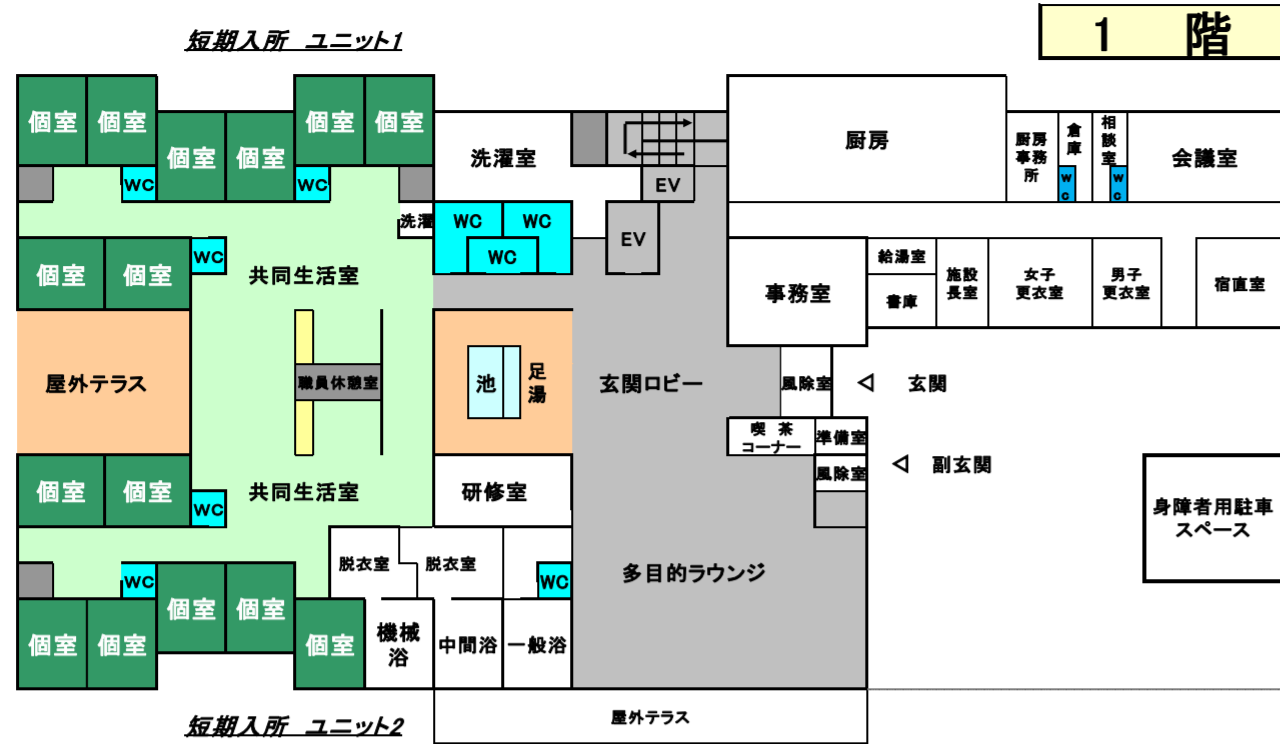 短期入所 ユニット1
1 階
個室
個室
個室
個室
個室
個室
洗濯室
厨房
厨房
事務
所
倉
庫
相
談
室
会議室
WC
WC
EV
W
C
W
C
洗濯
WC
WC
WC
EV
個室
個室
WC
共同生活室
事務室
給湯室
書庫
施設
長室
女子
更衣室
男子
更衣室
宿直室
屋外テラス
職員休憩室
池
足
湯
玄関ロビー
風除室
玄関
喫 茶
コーナー
準備室
風除室
副玄関
個室
個室
WC
共同生活室
研修室
身障者用駐車
スペース
WC
脱衣室
脱衣室
WC
多目的ラウンジ
個室
個室
個室
個室
個室
機械
浴
中間浴
一般浴
短期入所 ユニット2
屋外テラス